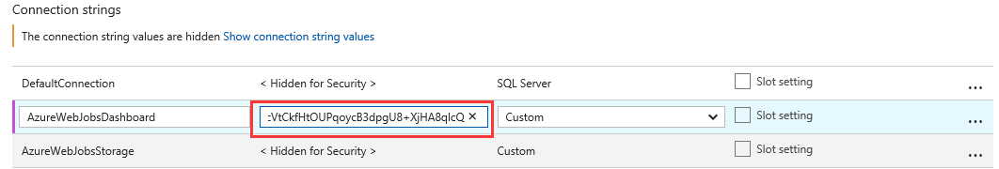 Connection strings
The connection string values are hidden Show connection string values
DefaultConnection < Hidden for Security > SQL Server Slot setting ...
AzureWebJobsDashboard :VtCkfHtOUPqoycB3dpgU8+XjHA8qlcQ × Custom Slot setting ...
AzureWebJobsStorage < Hidden for Security > Custom Slot setting ...